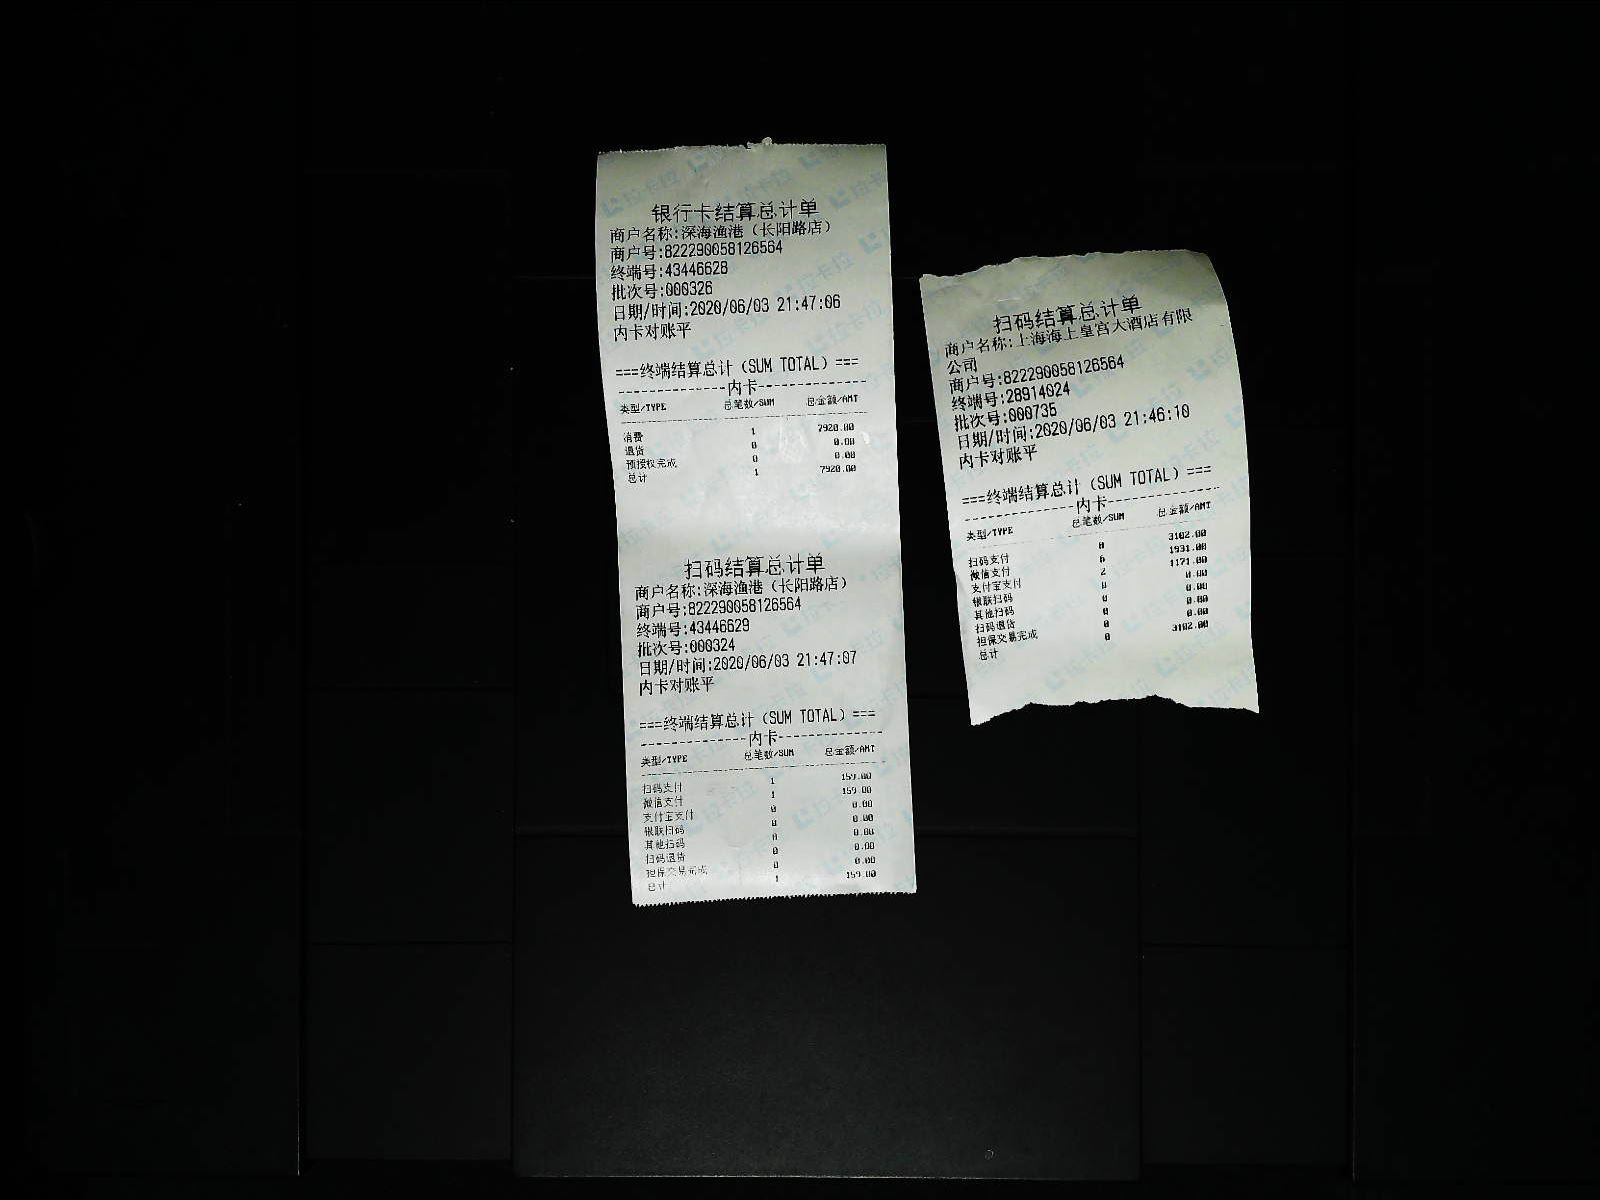 银行卡结算总计单
商户名称:深海渔港（长阳路店）
商户号:822290058126564
终端号:43446628
批次号:000326
日期/时间:2020/06/03 21:47:06
内卡对账平
===终端结算总计（SUM TOTAL）===
---------------内卡---------------
类型/TYPE 总笔数/SUM 总金额/AMT
消费 1 7920.00
退货 0 0.00
预授权完成 0 0.00
总计 1 7920.00
扫码结算总计单
商户名称:深海渔港（长阳路店）
商户号:822290058126564
终端号:43446629
批次号:000324
日期/时间:2020/06/03 21:47:07
内卡对账平
===终端结算总计（SUM TOTAL）===
---------------内卡---------------
类型/TYPE 总笔数/SUM 总金额/AMT
扫码支付 1 159.00
微信支付 1 159.00
支付宝支付 0 0.00
银联扫码 0 0.00
其他扫码 0 0.00
扫码退货 0 0.00
担保交易完成 0 0.00
总计 1 159.00
扫码结算总计单
商户名称:上海海上皇宫大酒店有限
公司
商户号:822290058126564
终端号:28914024
批次号:000735
日期/时间:2020/06/03 21:46:10
内卡对账平
===终端结算总计（SUM TOTAL）===
---------------内卡---------------
类型/TYPE 总笔数/SUM 总金额/AMT
扫码支付 8 3102.00
微信支付 6 1931.00
支付宝支付 2 1171.00
银联扫码 0 0.00
其他扫码 0 0.00
扫码退货 0 0.00
担保交易完成 0 0.00
总计 8 3102.00